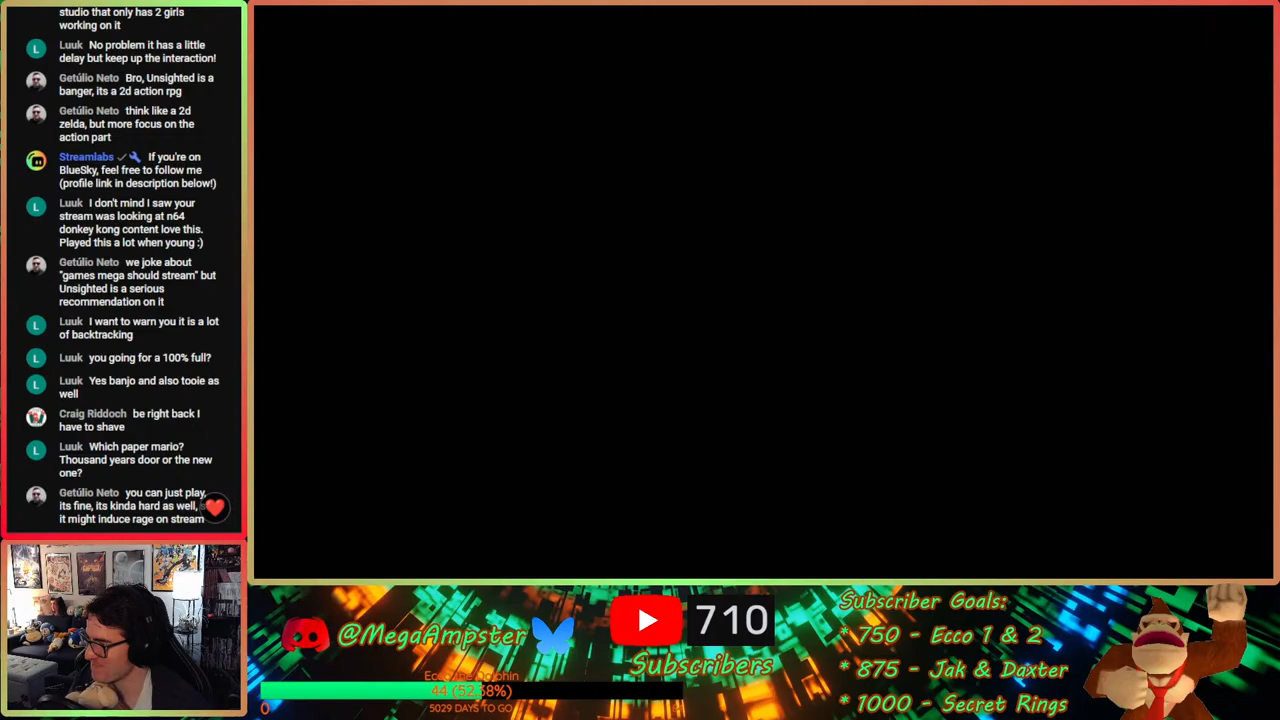 studio that only has 2 girls
working on it
L Luuk No problem it has a little
delay but keep up the interaction!
Getúlio Neto Bro, Unsighted is a
banger, its a 2d action rpg
Getúlio Neto think like a 2d
zelda, but more focus on the
action part
Streamlabs If you're on
BlueSky, feel free to follow me
(profile link in description below!)
L Luuk I don't mind I saw your
stream was looking at n64
donkey kong content love this.
Played this a lot when young :)
Getúlio Neto we joke about
"games mega should stream" but
Unsighted is a serious
recommendation on it
L Luuk I want to warn you it is a lot
of backtracking
L Luuk you going for a 100% full?
L Luuk Yes banjo and also tooie as
well
Craig Riddoch be right back I
have to shave
L Luuk Which paper mario?
Thousand years door or the new
one?
Getúlio Neto you can just play,
its fine, its kinda hard as well,
it might induce rage on stream
@MegaAmpster
710
Subscribers
Ecco the Dolphin
44 (52.38%)
0
5029 DAYS TO GO
Subscriber Goals:
* 750 - Ecco 1 & 2
* 875 - Jak & Daxter
* 1000 - Secret Rings